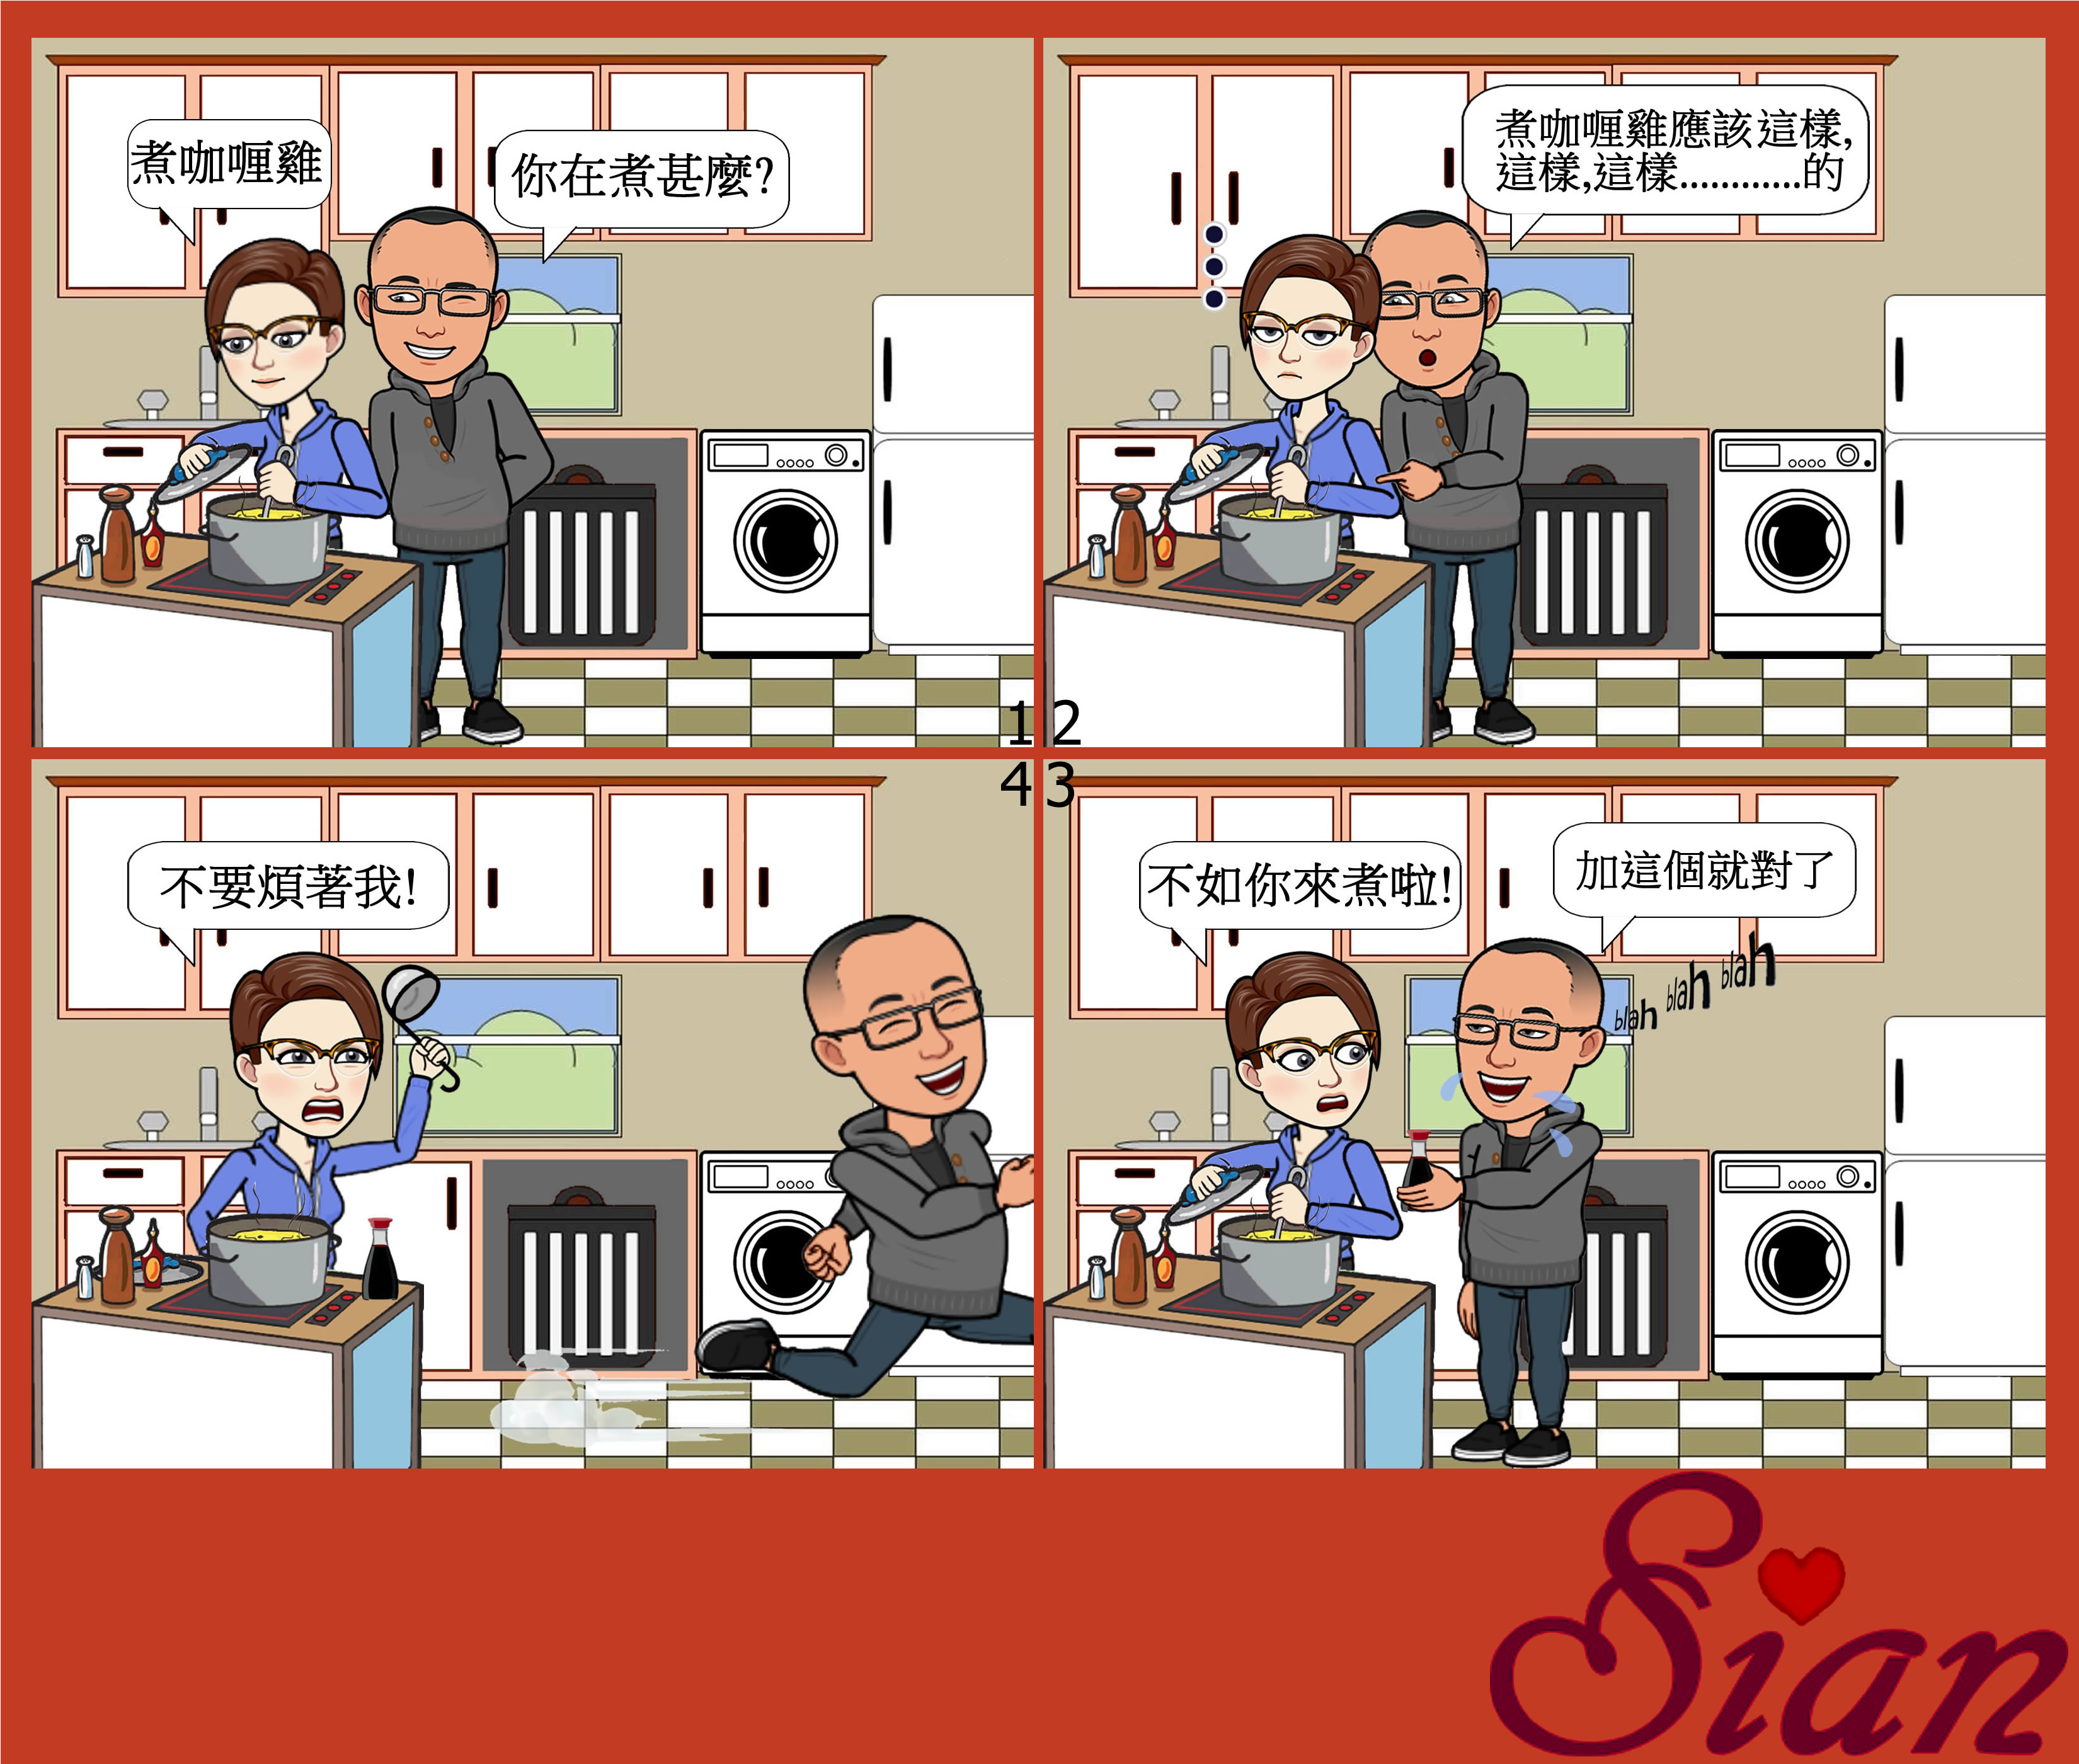 你在煮甚麼?
煮咖喱雞
1
煮咖喱雞應該這樣,
這樣,這樣............的
2
加這個就對了
blah blah blah
不如你來煮啦!
3
不要煩著我!
4
Sian